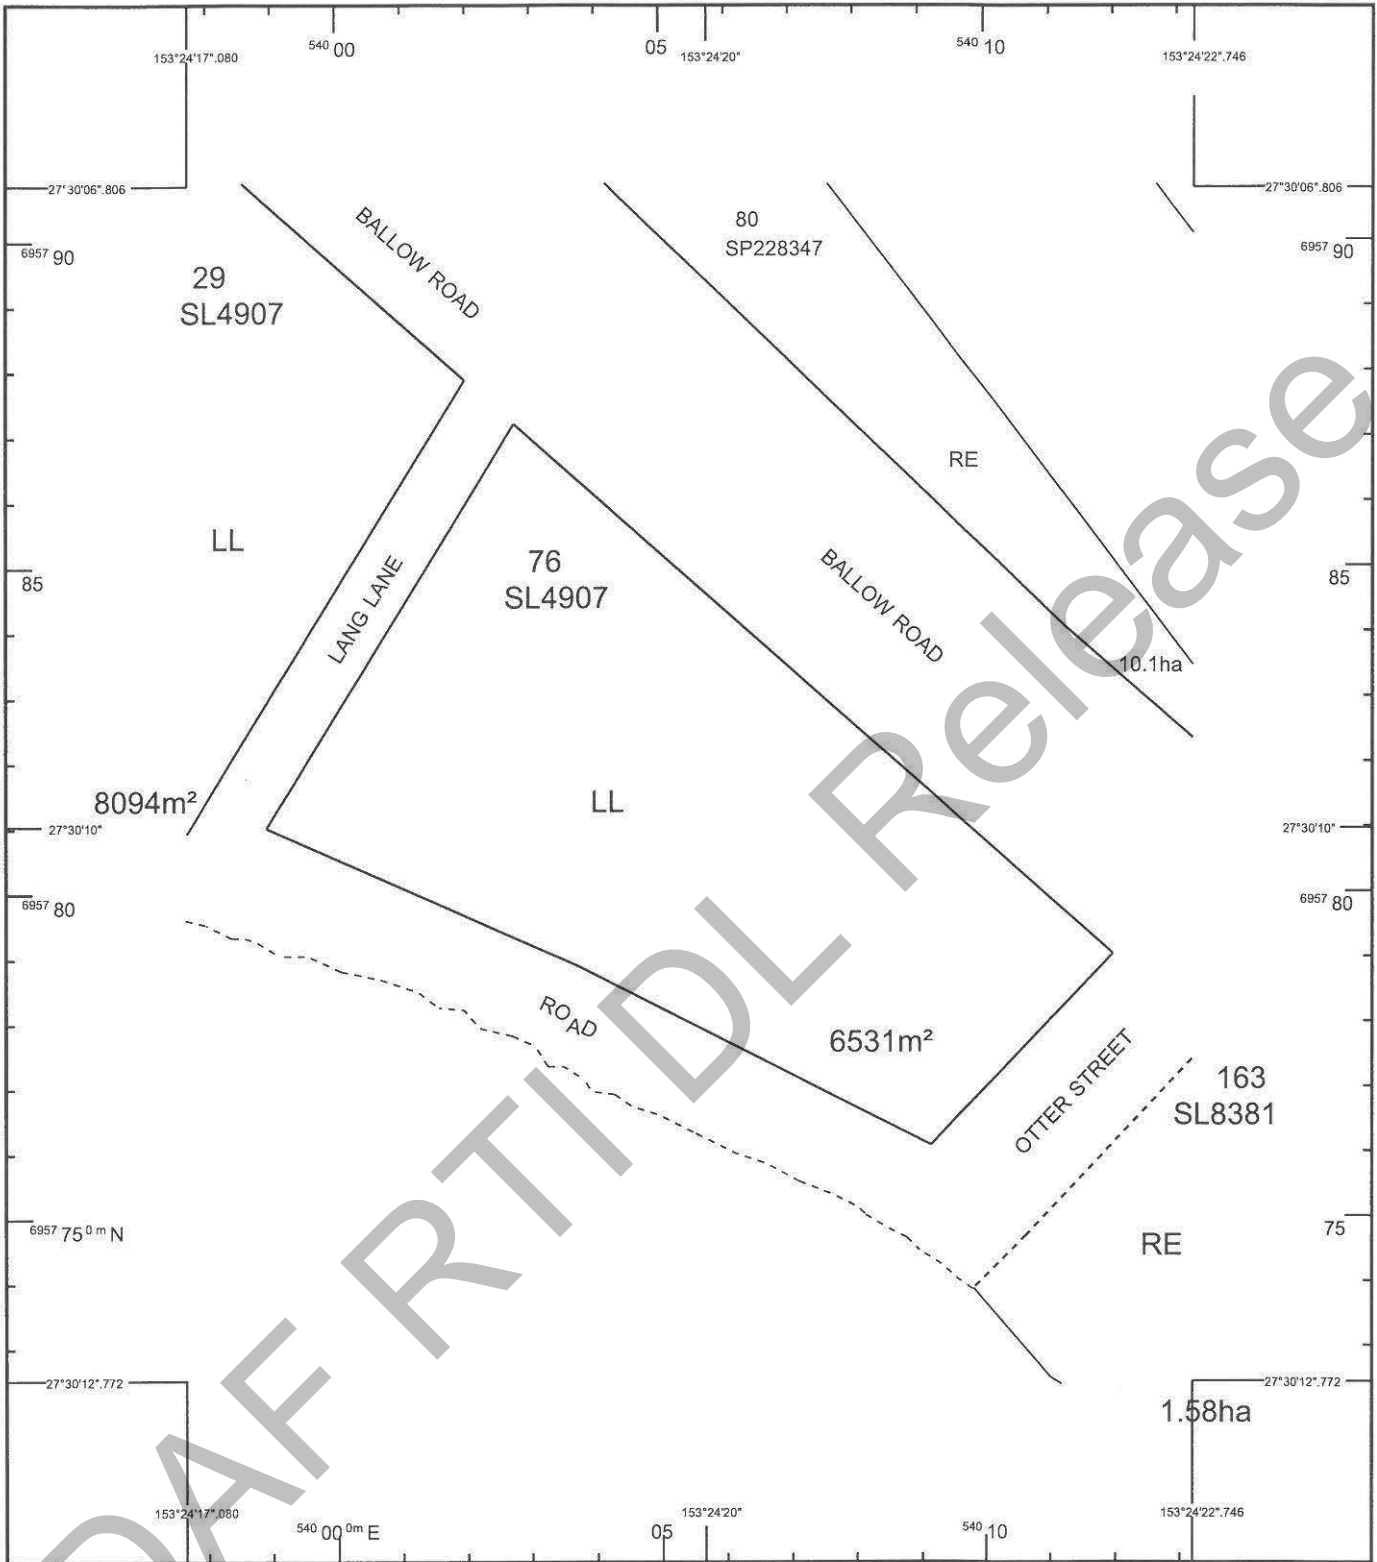 540 00
05
540 10
153°24'17".080
153°24'20"
153°24'22".746
27°30'06".806
27°30'06".806
6957 90
6957 90
80
SP228347
BALLOW ROAD
29
SL4907
RE
LL
76
SL4907
LANG LANE
BALLOW ROAD
85
85
10.1ha
8094m²
LL
27°30'10"
27°30'10"
6957 80
6957 80
ROAD
6531m²
OTTER STREET
163
SL8381
6957 75 0 m N
75
RE
27°30'12".772
27°30'12".772
1.58ha
153°24'17".080
153°24'20"
153°24'22".746
540 00 0m E
05
540 10
DAF RTI DL Release